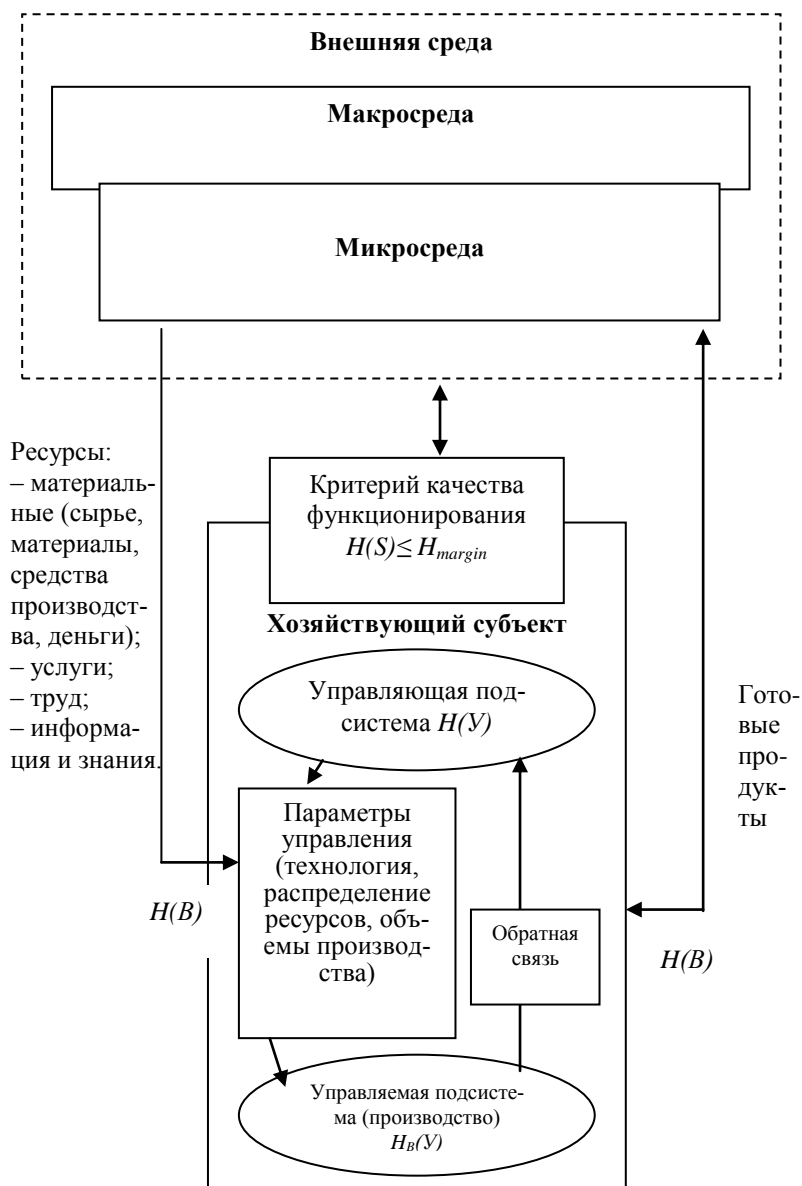 Внешняя среда
Макросреда
Микросреда
Ресурсы:
– материаль-
ные (сырье,
материалы,
средства
производст-
ва, деньги);
– услуги;
– труд;
– информа-
ция и знания.
Критерий качества
функционирования
H(S)≤ H_margin
Хозяйствующий субъект
Управляющая под-
система H(У)
Параметры
управления
(технология,
распределение
ресурсов, объ-
емы производ-
ства)
H(B)
Обратная
связь
Гото-
вые
про-
дук-
ты
H(B)
Управляемая подсисте-
ма (производство)
H_B(У)